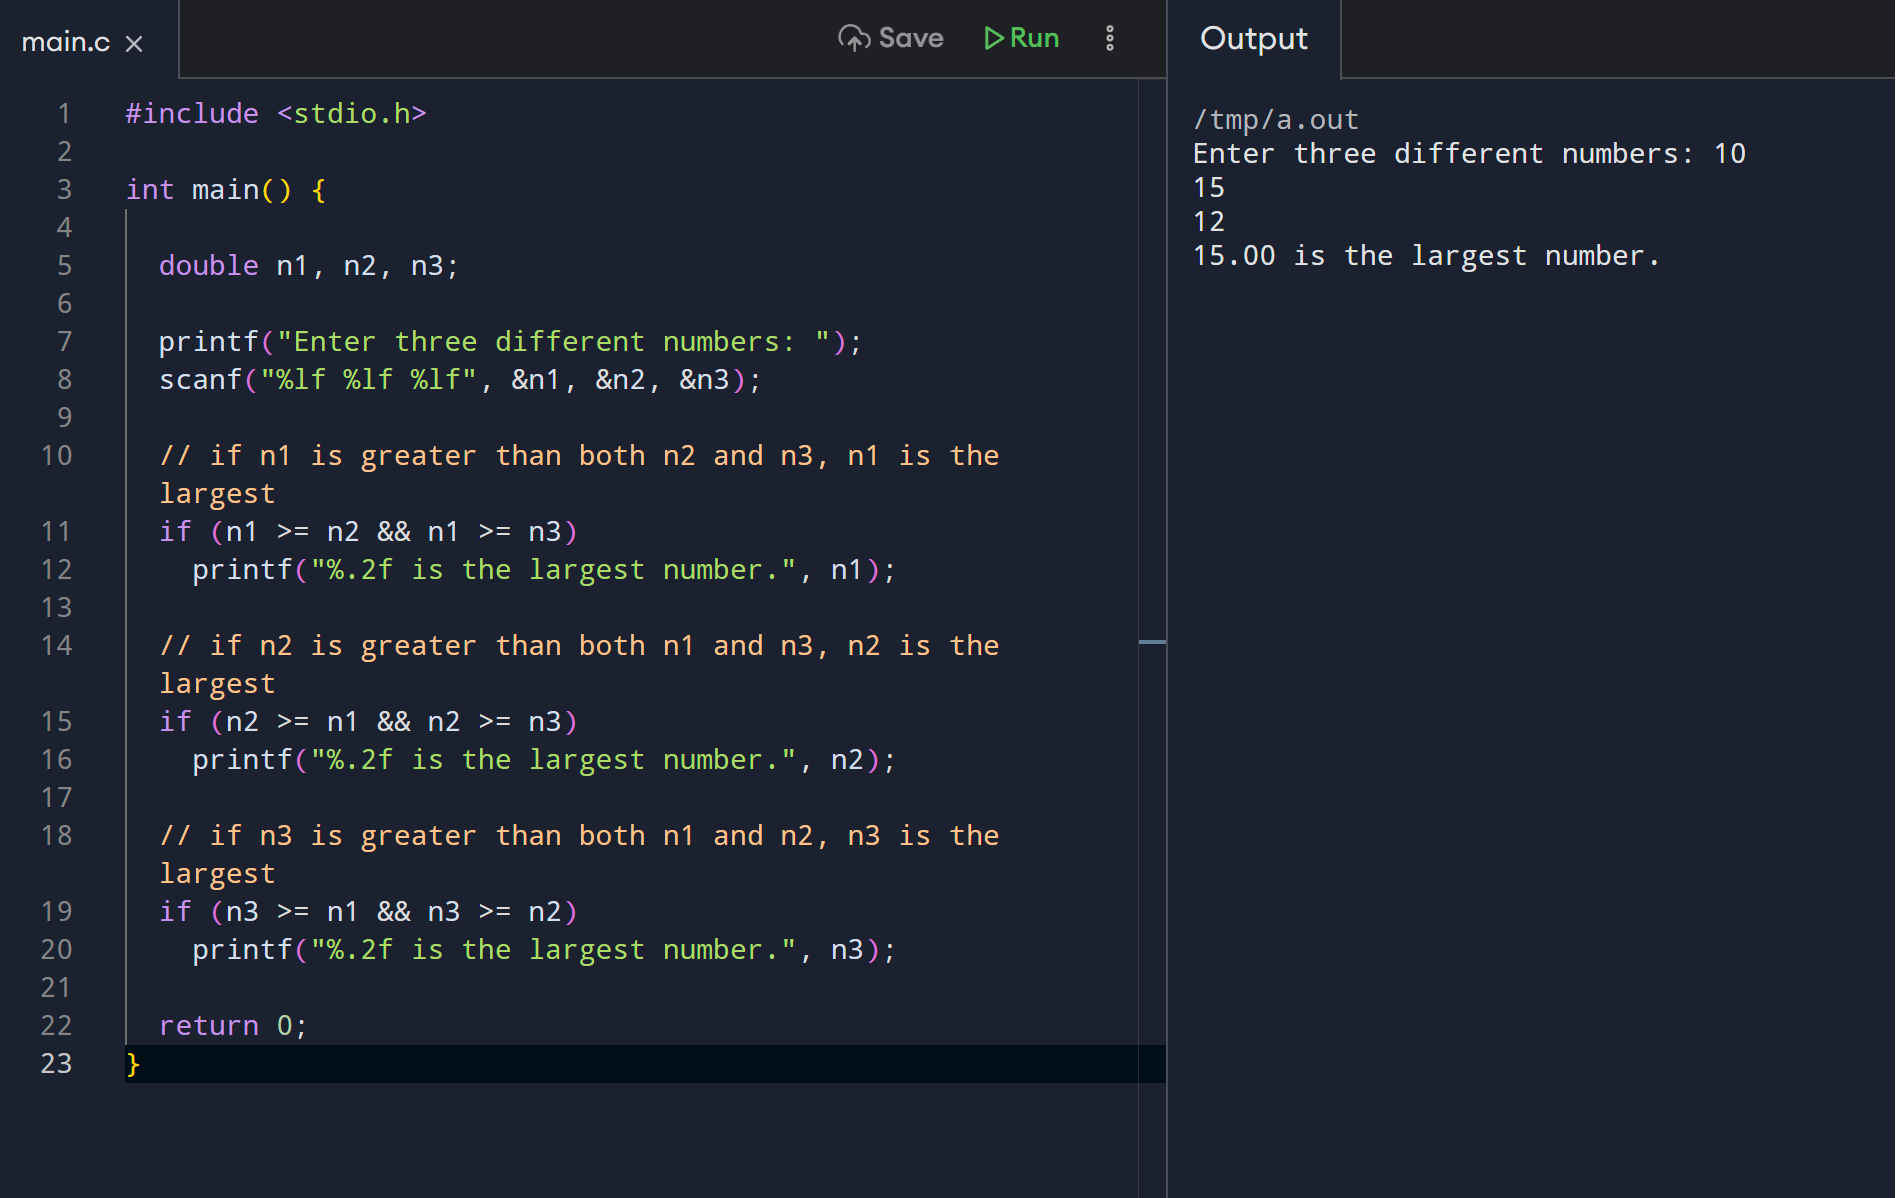 main.c
Save
Run
Output
1 #include <stdio.h>
2
3 int main() {
4
5 double n1, n2, n3;
6
7 printf("Enter three different numbers: ");
8 scanf("%lf %lf %lf", &n1, &n2, &n3);
9
10 // if n1 is greater than both n2 and n3, n1 is the
largest
11 if (n1 >= n2 && n1 >= n3)
12 printf("%.2f is the largest number.", n1);
13
14 // if n2 is greater than both n1 and n3, n2 is the
largest
15 if (n2 >= n1 && n2 >= n3)
16 printf("%.2f is the largest number.", n2);
17
18 // if n3 is greater than both n1 and n2, n3 is the
largest
19 if (n3 >= n1 && n3 >= n2)
20 printf("%.2f is the largest number.", n3);
21
22 return 0;
23 }
/tmp/a.out
Enter three different numbers: 10
15
12
15.00 is the largest number.